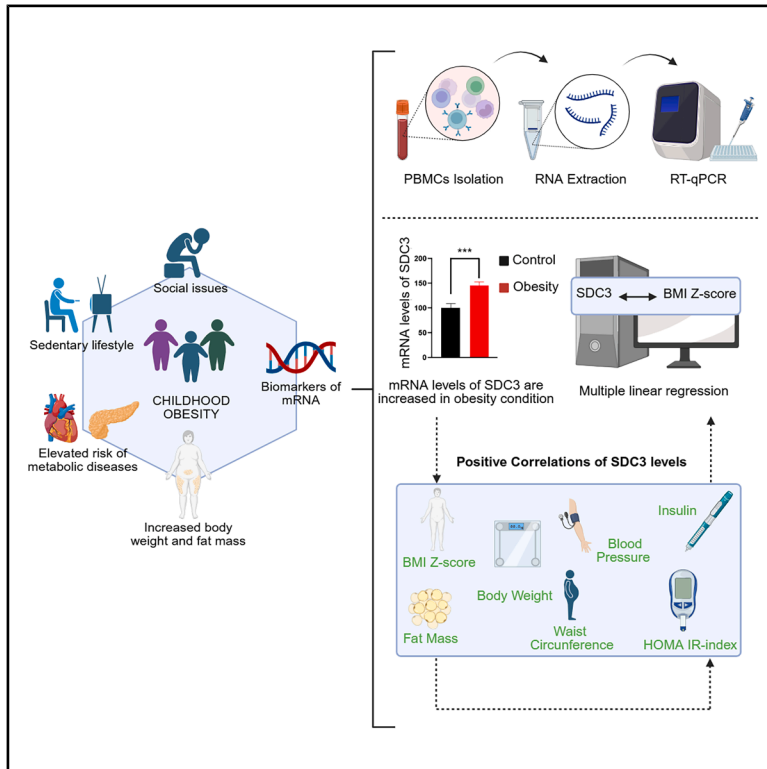 Social issues
Sedentary lifestyle
CHILDHOOD
OBESITY
Biomarkers of
mRNA
Elevated risk of
metabolic diseases
Increased body
weight and fat mass
PBMCs Isolation
RNA Extraction
RT-qPCR
mRNA levels of SDC3
200
150
100
50
0
***
Control
Obesity
mRNA levels of SDC3 are
increased in obesity condition
SDC3
BMI Z-score
Multiple linear regression
Positive Correlations of SDC3 levels
BMI Z-score
Body Weight
Blood
Pressure
Insulin
Fat Mass
Waist
Circunference
HOMA IR-index